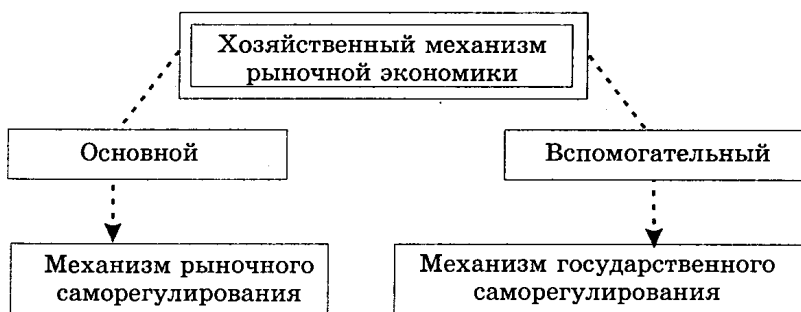 Хозяйственный механизм
рыночной экономики
Основной
Вспомогательный
Механизм рыночного
саморегулирования
Механизм государственного
саморегулирования